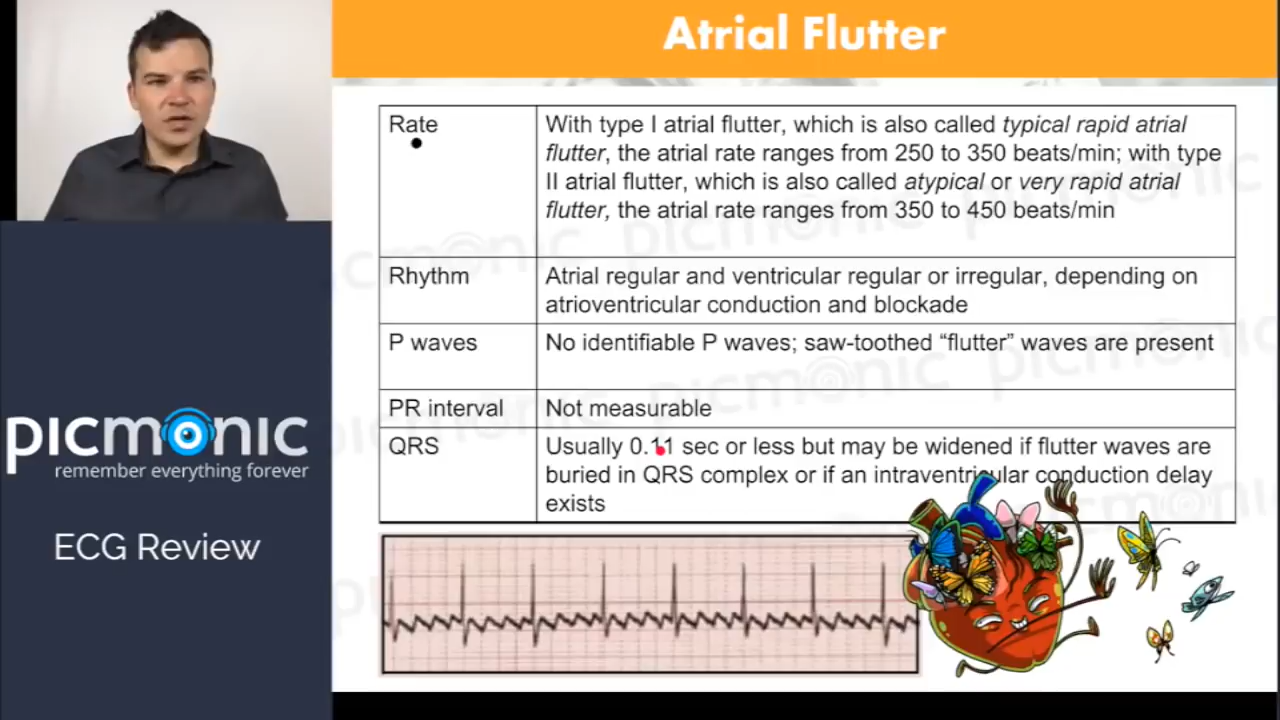 Atrial Flutter
Rate
With type I atrial flutter, which is also called typical rapid atrial
flutter, the atrial rate ranges from 250 to 350 beats/min; with type
II atrial flutter, which is also called atypical or very rapid atrial
flutter, the atrial rate ranges from 350 to 450 beats/min
Rhythm
Atrial regular and ventricular regular or irregular, depending on
atrioventricular conduction and blockade
P waves
No identifiable P waves; saw-toothed “flutter” waves are present
PR interval
Not measurable
QRS
Usually 0.11 sec or less but may be widened if flutter waves are
buried in QRS complex or if an intraventricular conduction delay
exists
picmonic
remember everything forever
ECG Review